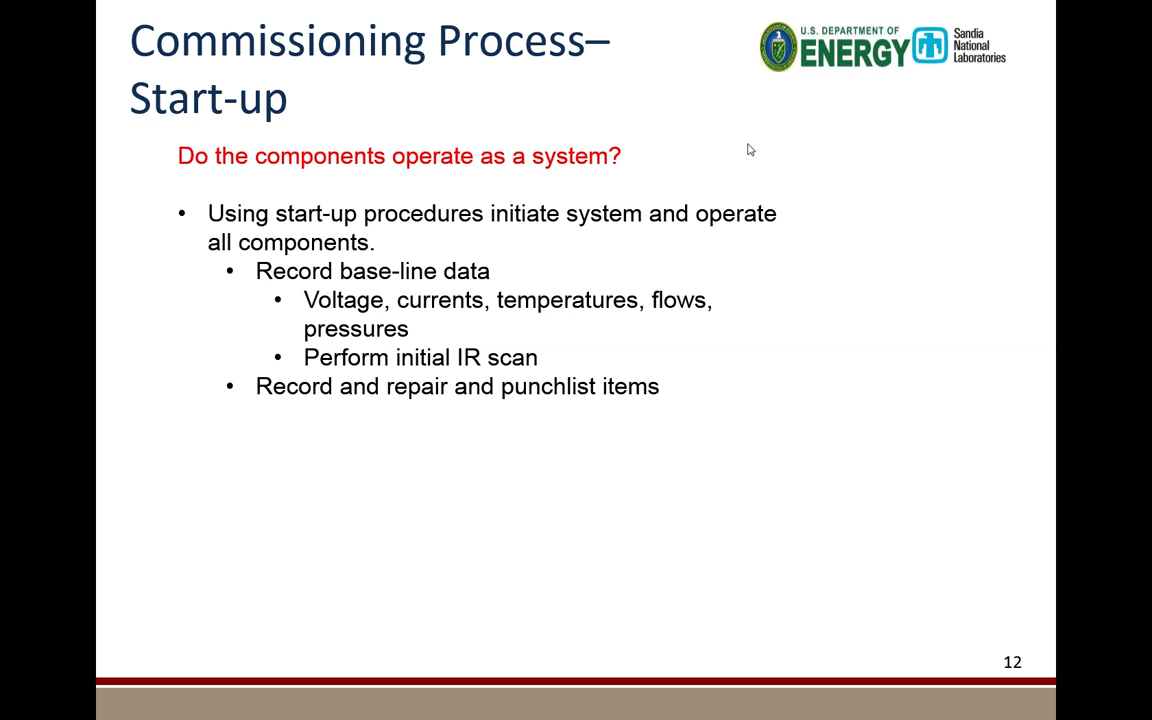 Commissioning Process–
Start-up
U.S. DEPARTMENT OF
ENERGY
Sandia
National
Laboratories
Do the components operate as a system?
• Using start-up procedures initiate system and operate
all components.
• Record base-line data
• Voltage, currents, temperatures, flows,
pressures
• Perform initial IR scan
• Record and repair and punchlist items
12